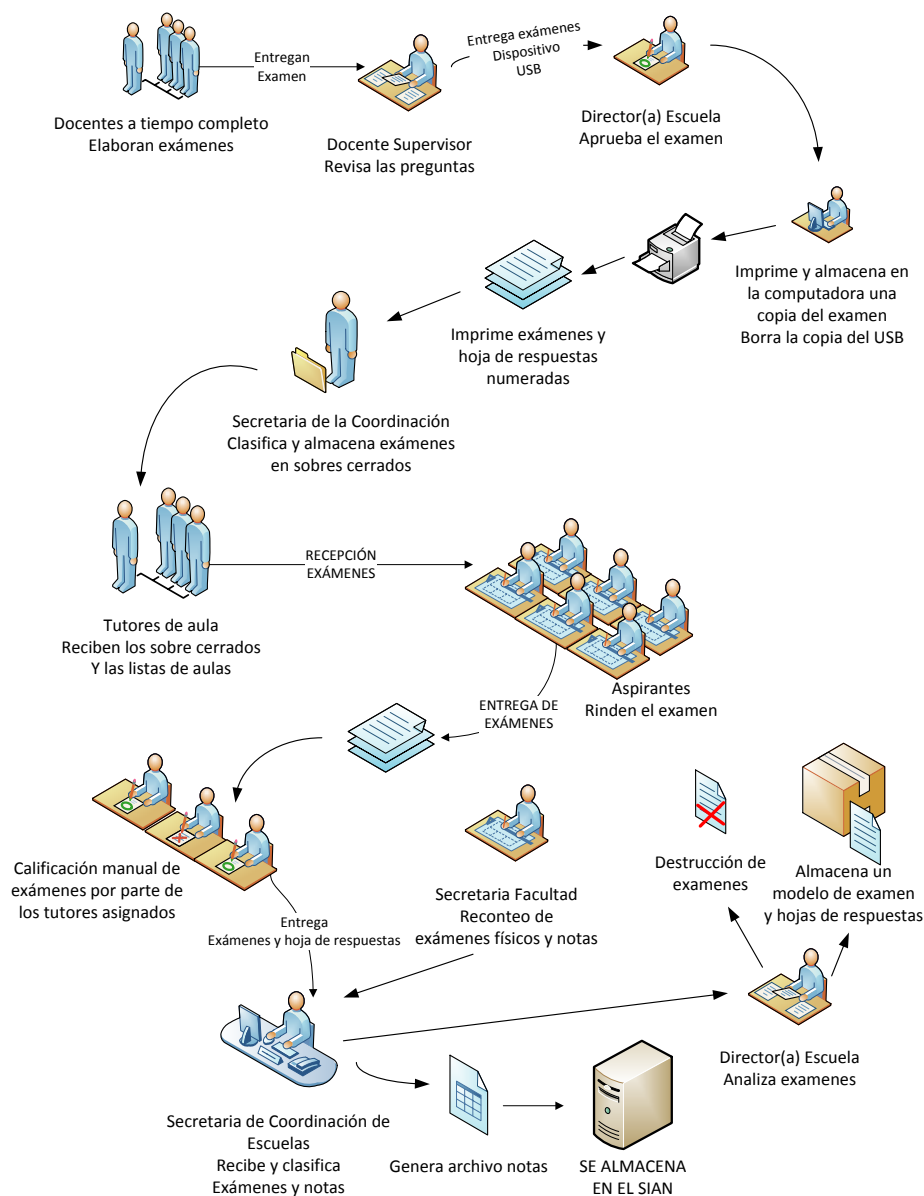 Entregan
Examen
Entrega exámenes
Dispositivo
USB
Docentes a tiempo completo
Elaboran exámenes
Docente Supervisor
Revisa las preguntas
Director(a) Escuela
Aprueba el examen
Imprime y almacena en
la computadora una
copia del examen
Borra la copia del USB
Imprime exámenes y
hoja de respuestas
numeradas
Secretaria de la Coordinación
Clasifica y almacena exámenes
en sobres cerrados
RECEPCIÓN
EXÁMENES
Tutores de aula
Reciben los sobre cerrados
Y las listas de aulas
Aspirantes
Rinden el examen
ENTREGA DE
EXÁMENES
Calificación manual de
exámenes por parte de
los tutores asignados
Entrega
Exámenes y hoja de respuestas
Secretaria Facultad
Reconteo de
exámenes físicos y notas
Destrucción de
examenes
Almacena un
modelo de examen
y hojas de respuestas
Director(a) Escuela
Analiza examenes
Secretaria de Coordinación de
Escuelas
Recibe y clasifica
Exámenes y notas
Genera archivo notas
SE ALMACENA
EN EL SIAN